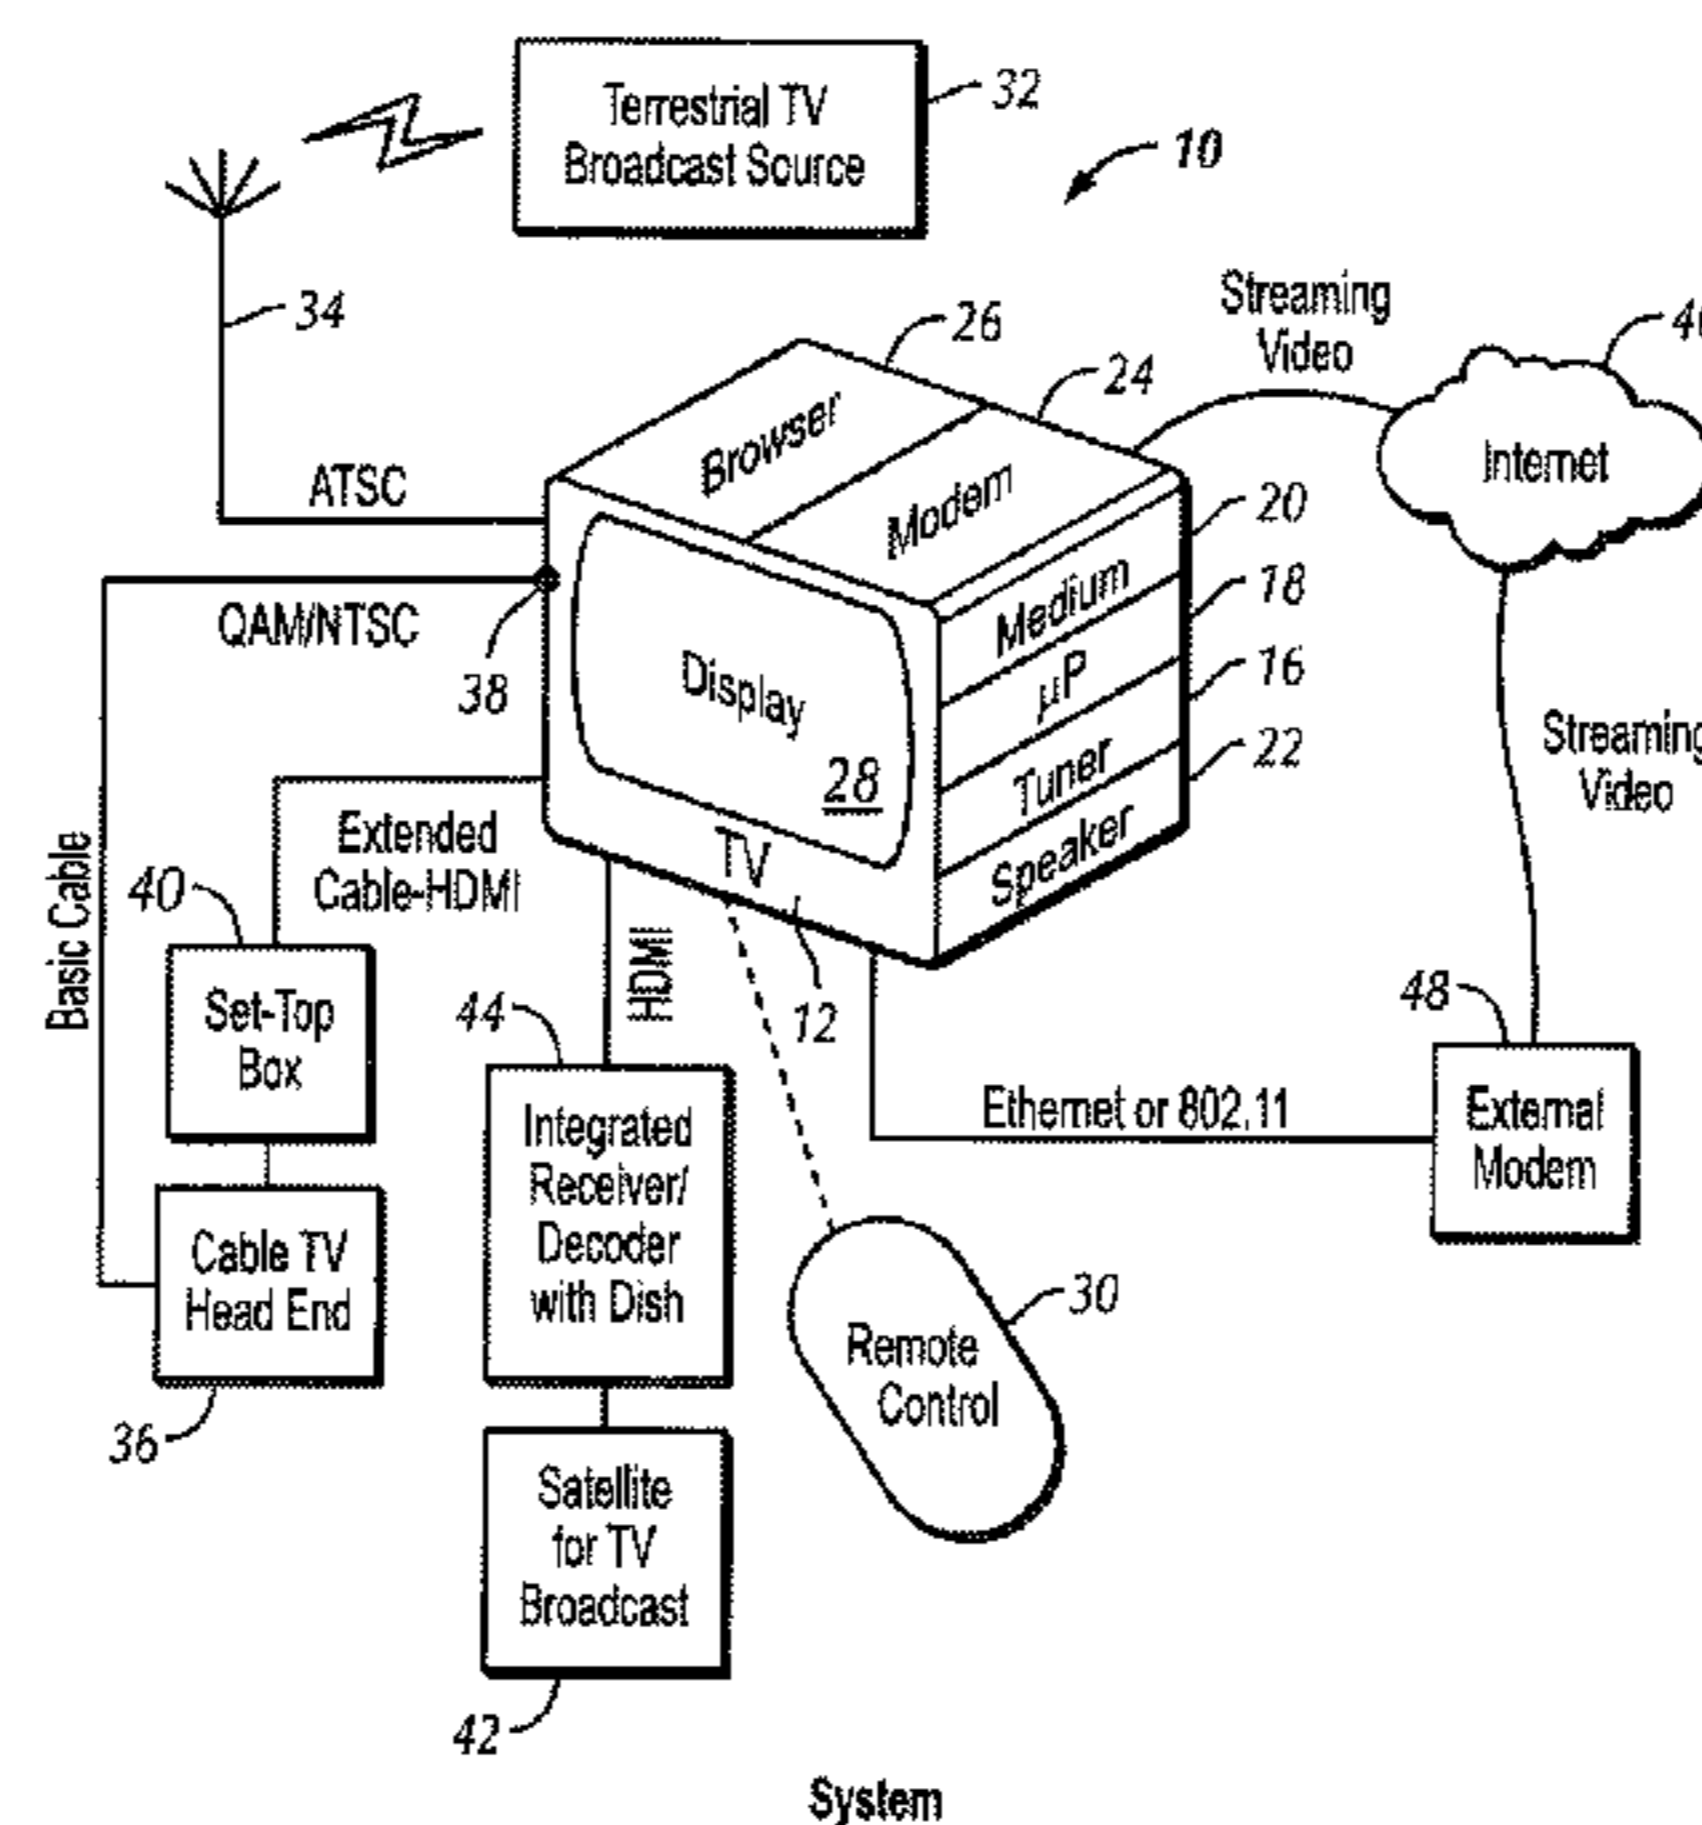 Terrestrial TV
Broadcast Source
32
10
34
26
Streaming
Video
24
Browser
Modem
Internet
ATSC
20
Medium
18
QAM/NTSC
38
Display
µP
16
28
Tuner
22
Streaming
Video
Speaker
TV
12
Extended
Cable-HDMI
Basic Cable
HDMI
40
Set-Top
Box
44
48
Integrated
Receiver/
Decoder
with Dish
Ethernet or 802.11
External
Modem
Cable TV
Head End
36
30
Remote
Control
Satellite
for TV
Broadcast
42
System